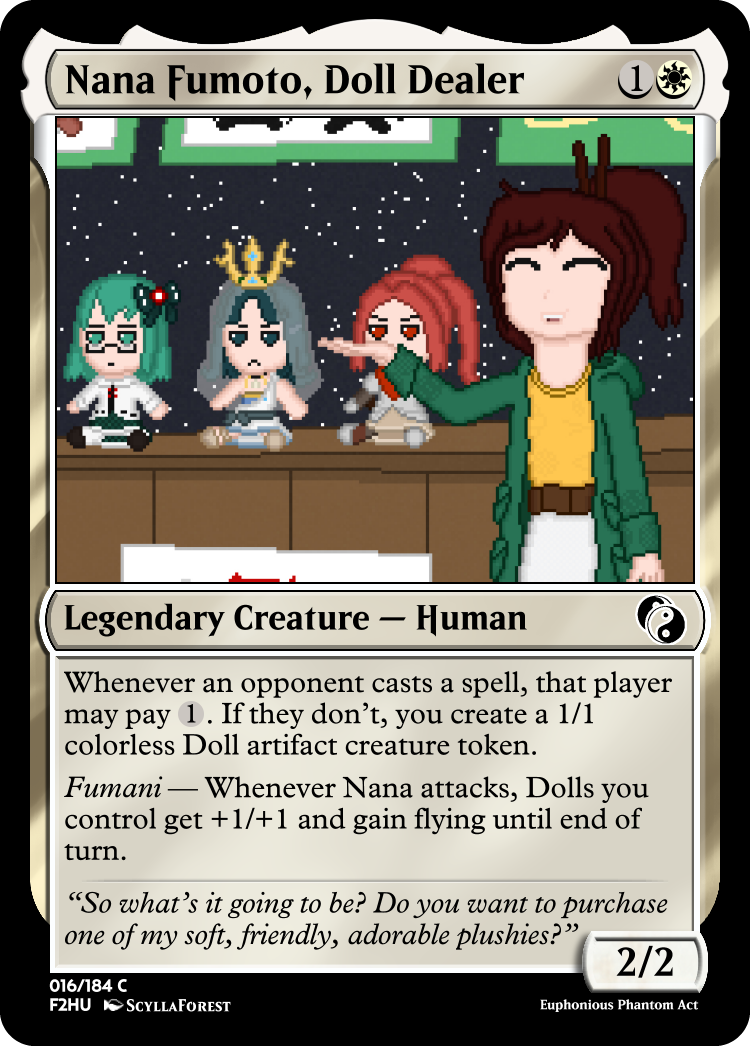 Nana Fumoto, Doll Dealer 1
Legendary Creature — Human
Whenever an opponent casts a spell, that player
may pay 1. If they don't, you create a 1/1
colorless Doll artifact creature token.
Fumani — Whenever Nana attacks, Dolls you
control get +1/+1 and gain flying until end of
turn.
“So what's it going to be? Do you want to purchase
one of my soft, friendly, adorable plushies?”
2/2
016/184 C
F2HU ScyllaForest
Euphonious Phantom Act